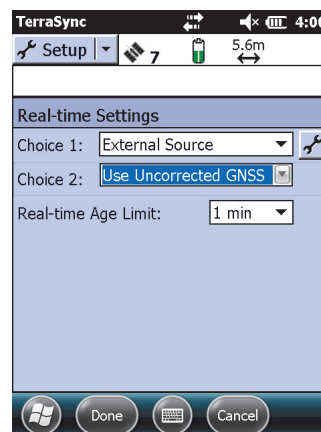 TerraSync 4:00
Setup 7 5.6m
Real-time Settings
Choice 1: External Source
Choice 2: Use Uncorrected GNSS
Real-time Age Limit: 1 min
Done Cancel